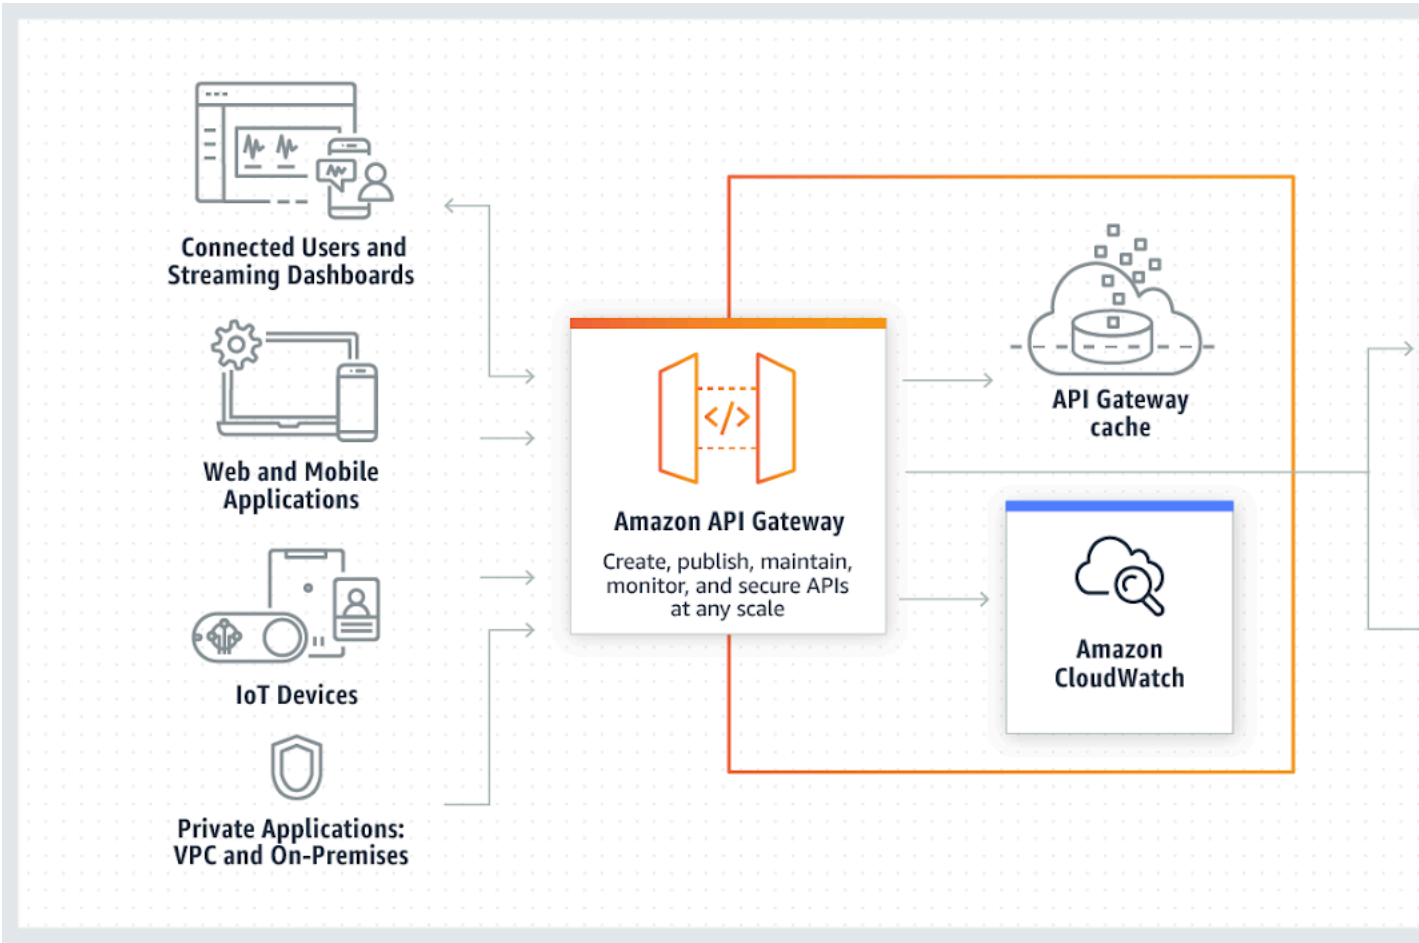 Connected Users and
Streaming Dashboards
Web and Mobile
Applications
IoT Devices
Private Applications:
VPC and On-Premises
</>
Amazon API Gateway
Create, publish, maintain,
monitor, and secure APIs
at any scale
API Gateway
cache
Amazon
CloudWatch